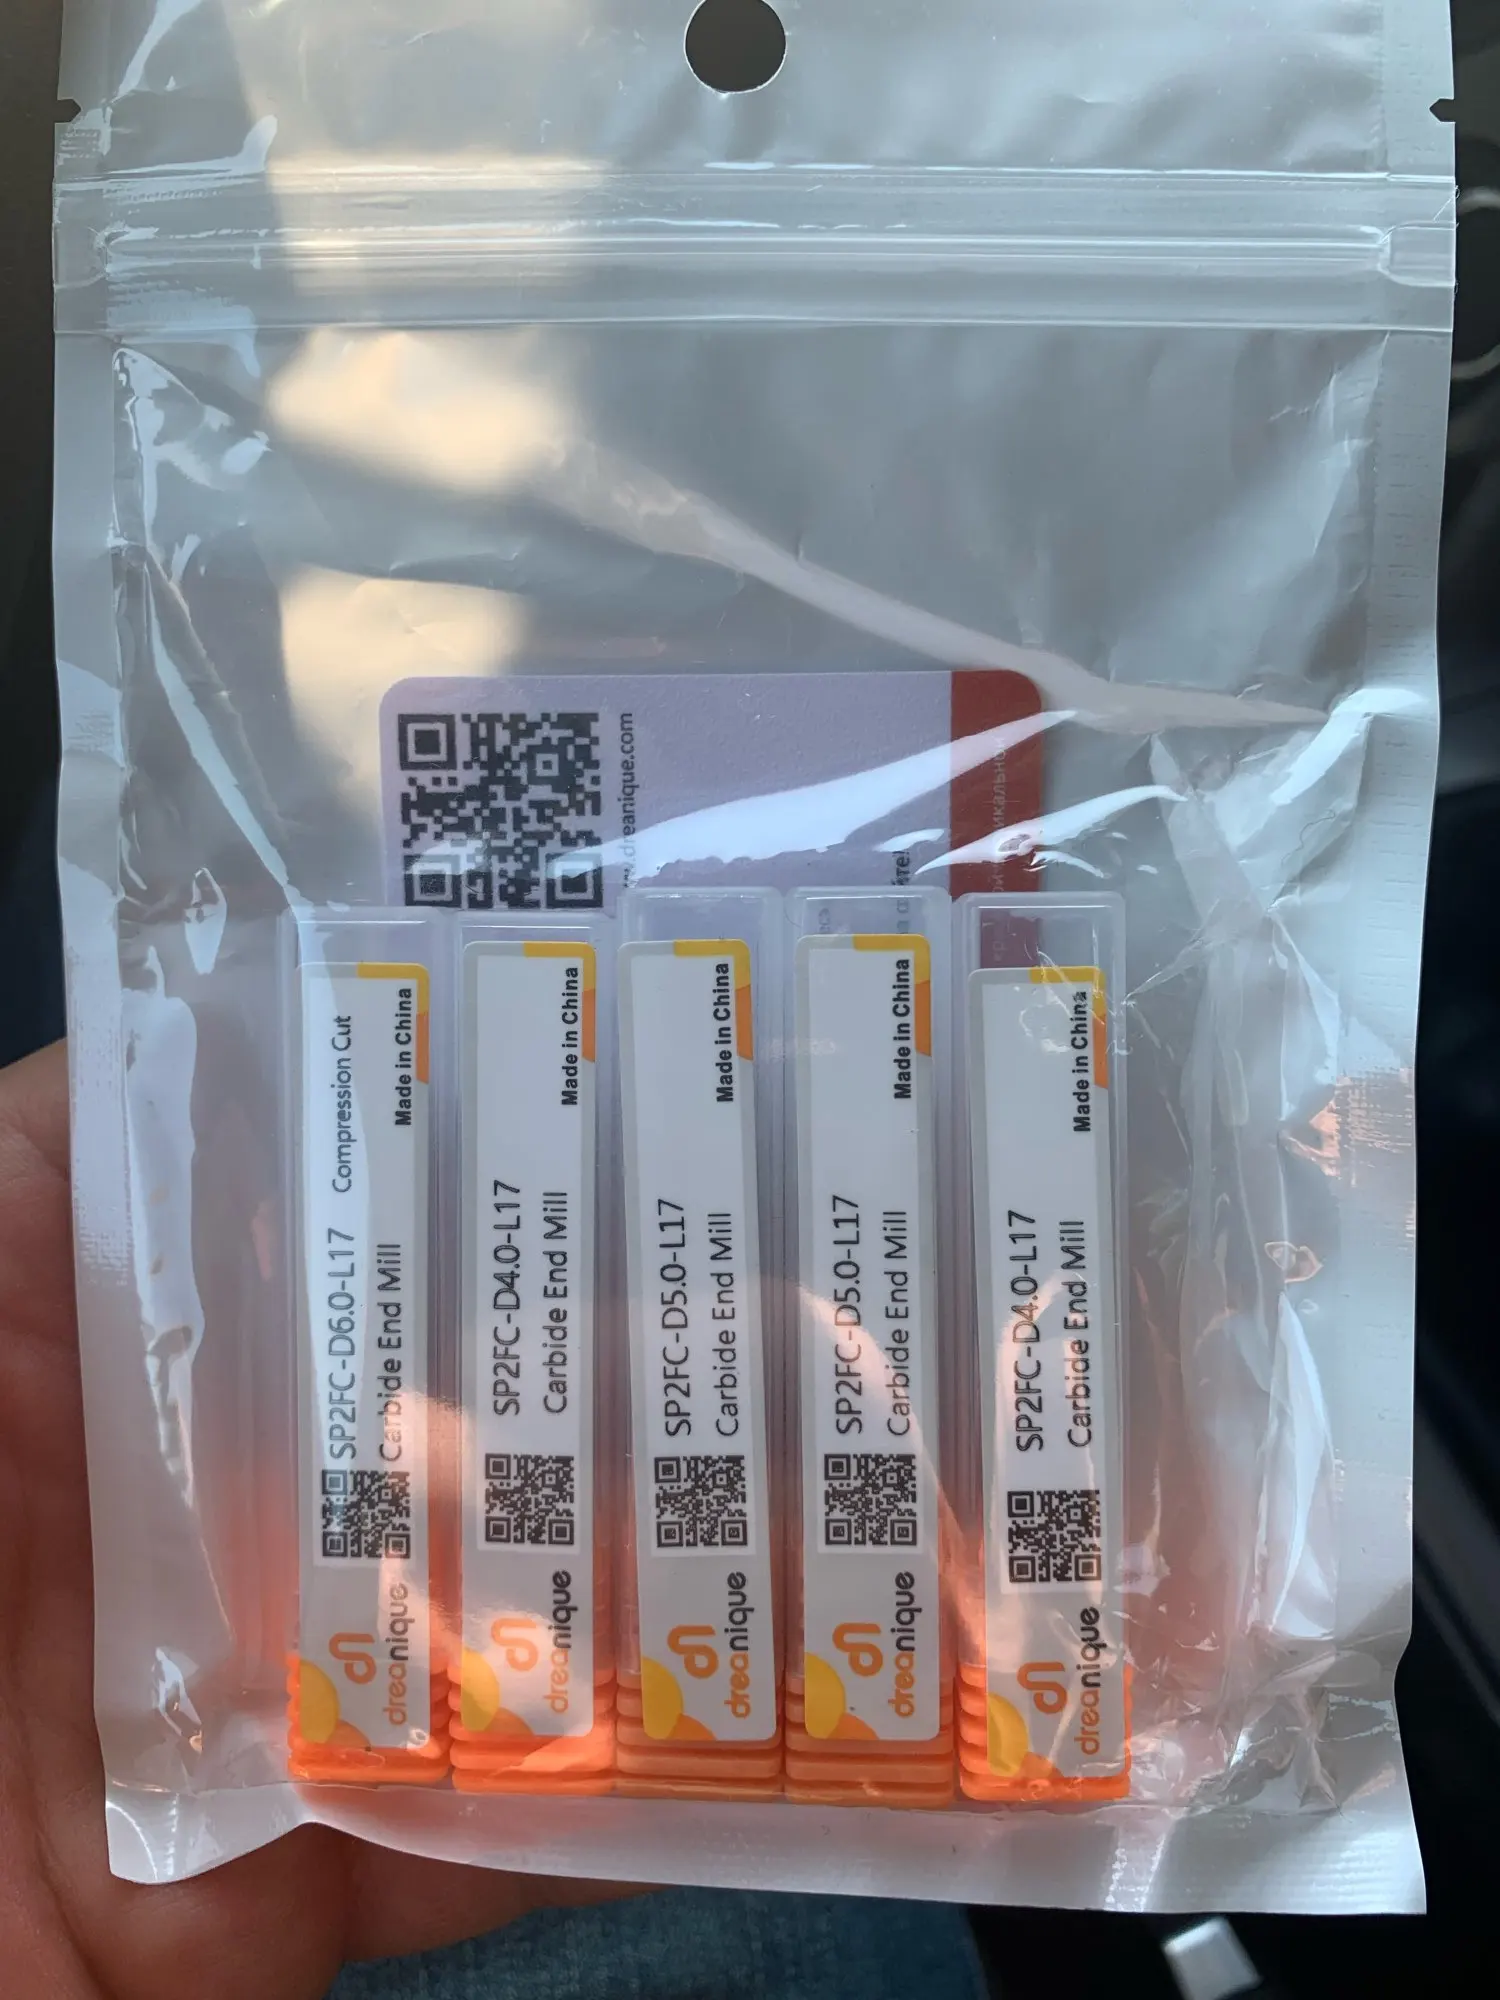 .dreanique.com
икальной
SP2FC-D6.0-L17 Compression Cut
Carbide End Mill
Made in China
dreanique
SP2FC-D4.0-L17
Carbide End Mill
Made in China
dreanique
SP2FC-D5.0-L17
Carbide End Mill
Made in China
dreanique
SP2FC-D5.0-L17
Carbide End Mill
Made in China
dreanique
SP2FC-D4.0-L17
Carbide End Mill
Made in China
dreanique